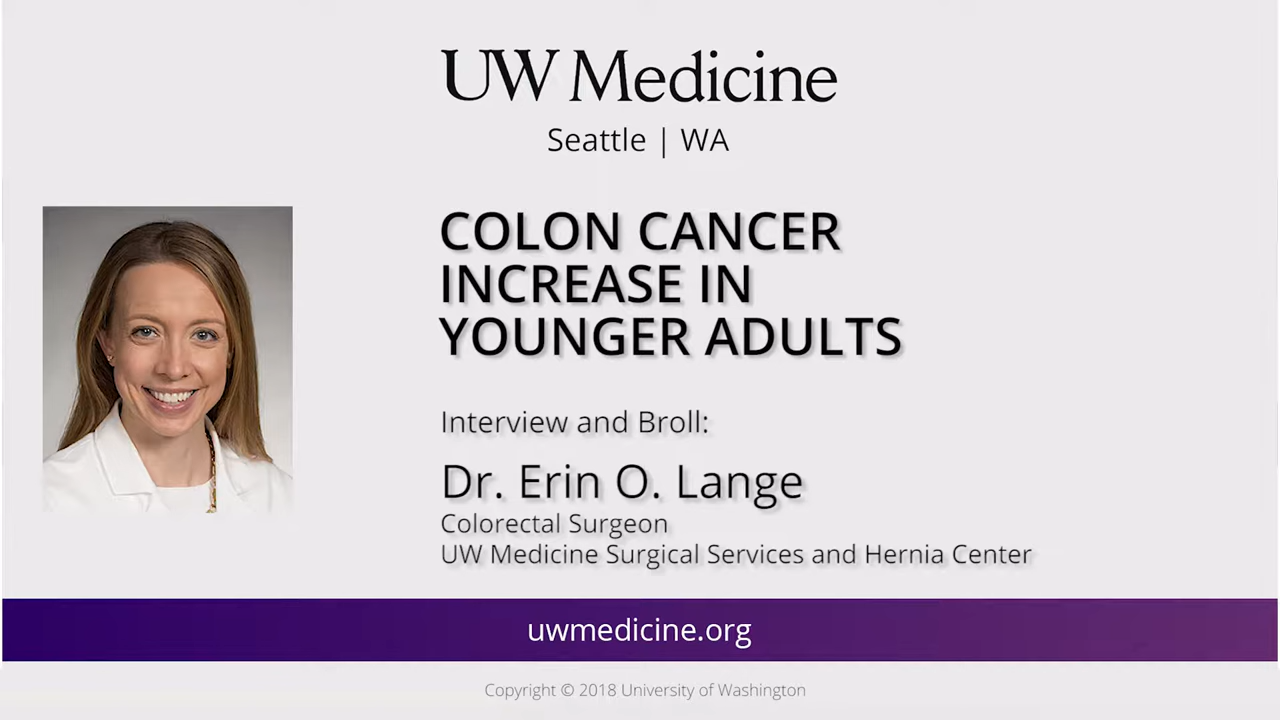 UW Medicine
Seattle | WA
COLON CANCER
INCREASE IN
YOUNGER ADULTS
Interview and Broll:
Dr. Erin O. Lange
Colorectal Surgeon
UW Medicine Surgical Services and Hernia Center
uwmedicine.org
Copyright © 2018 University of Washington